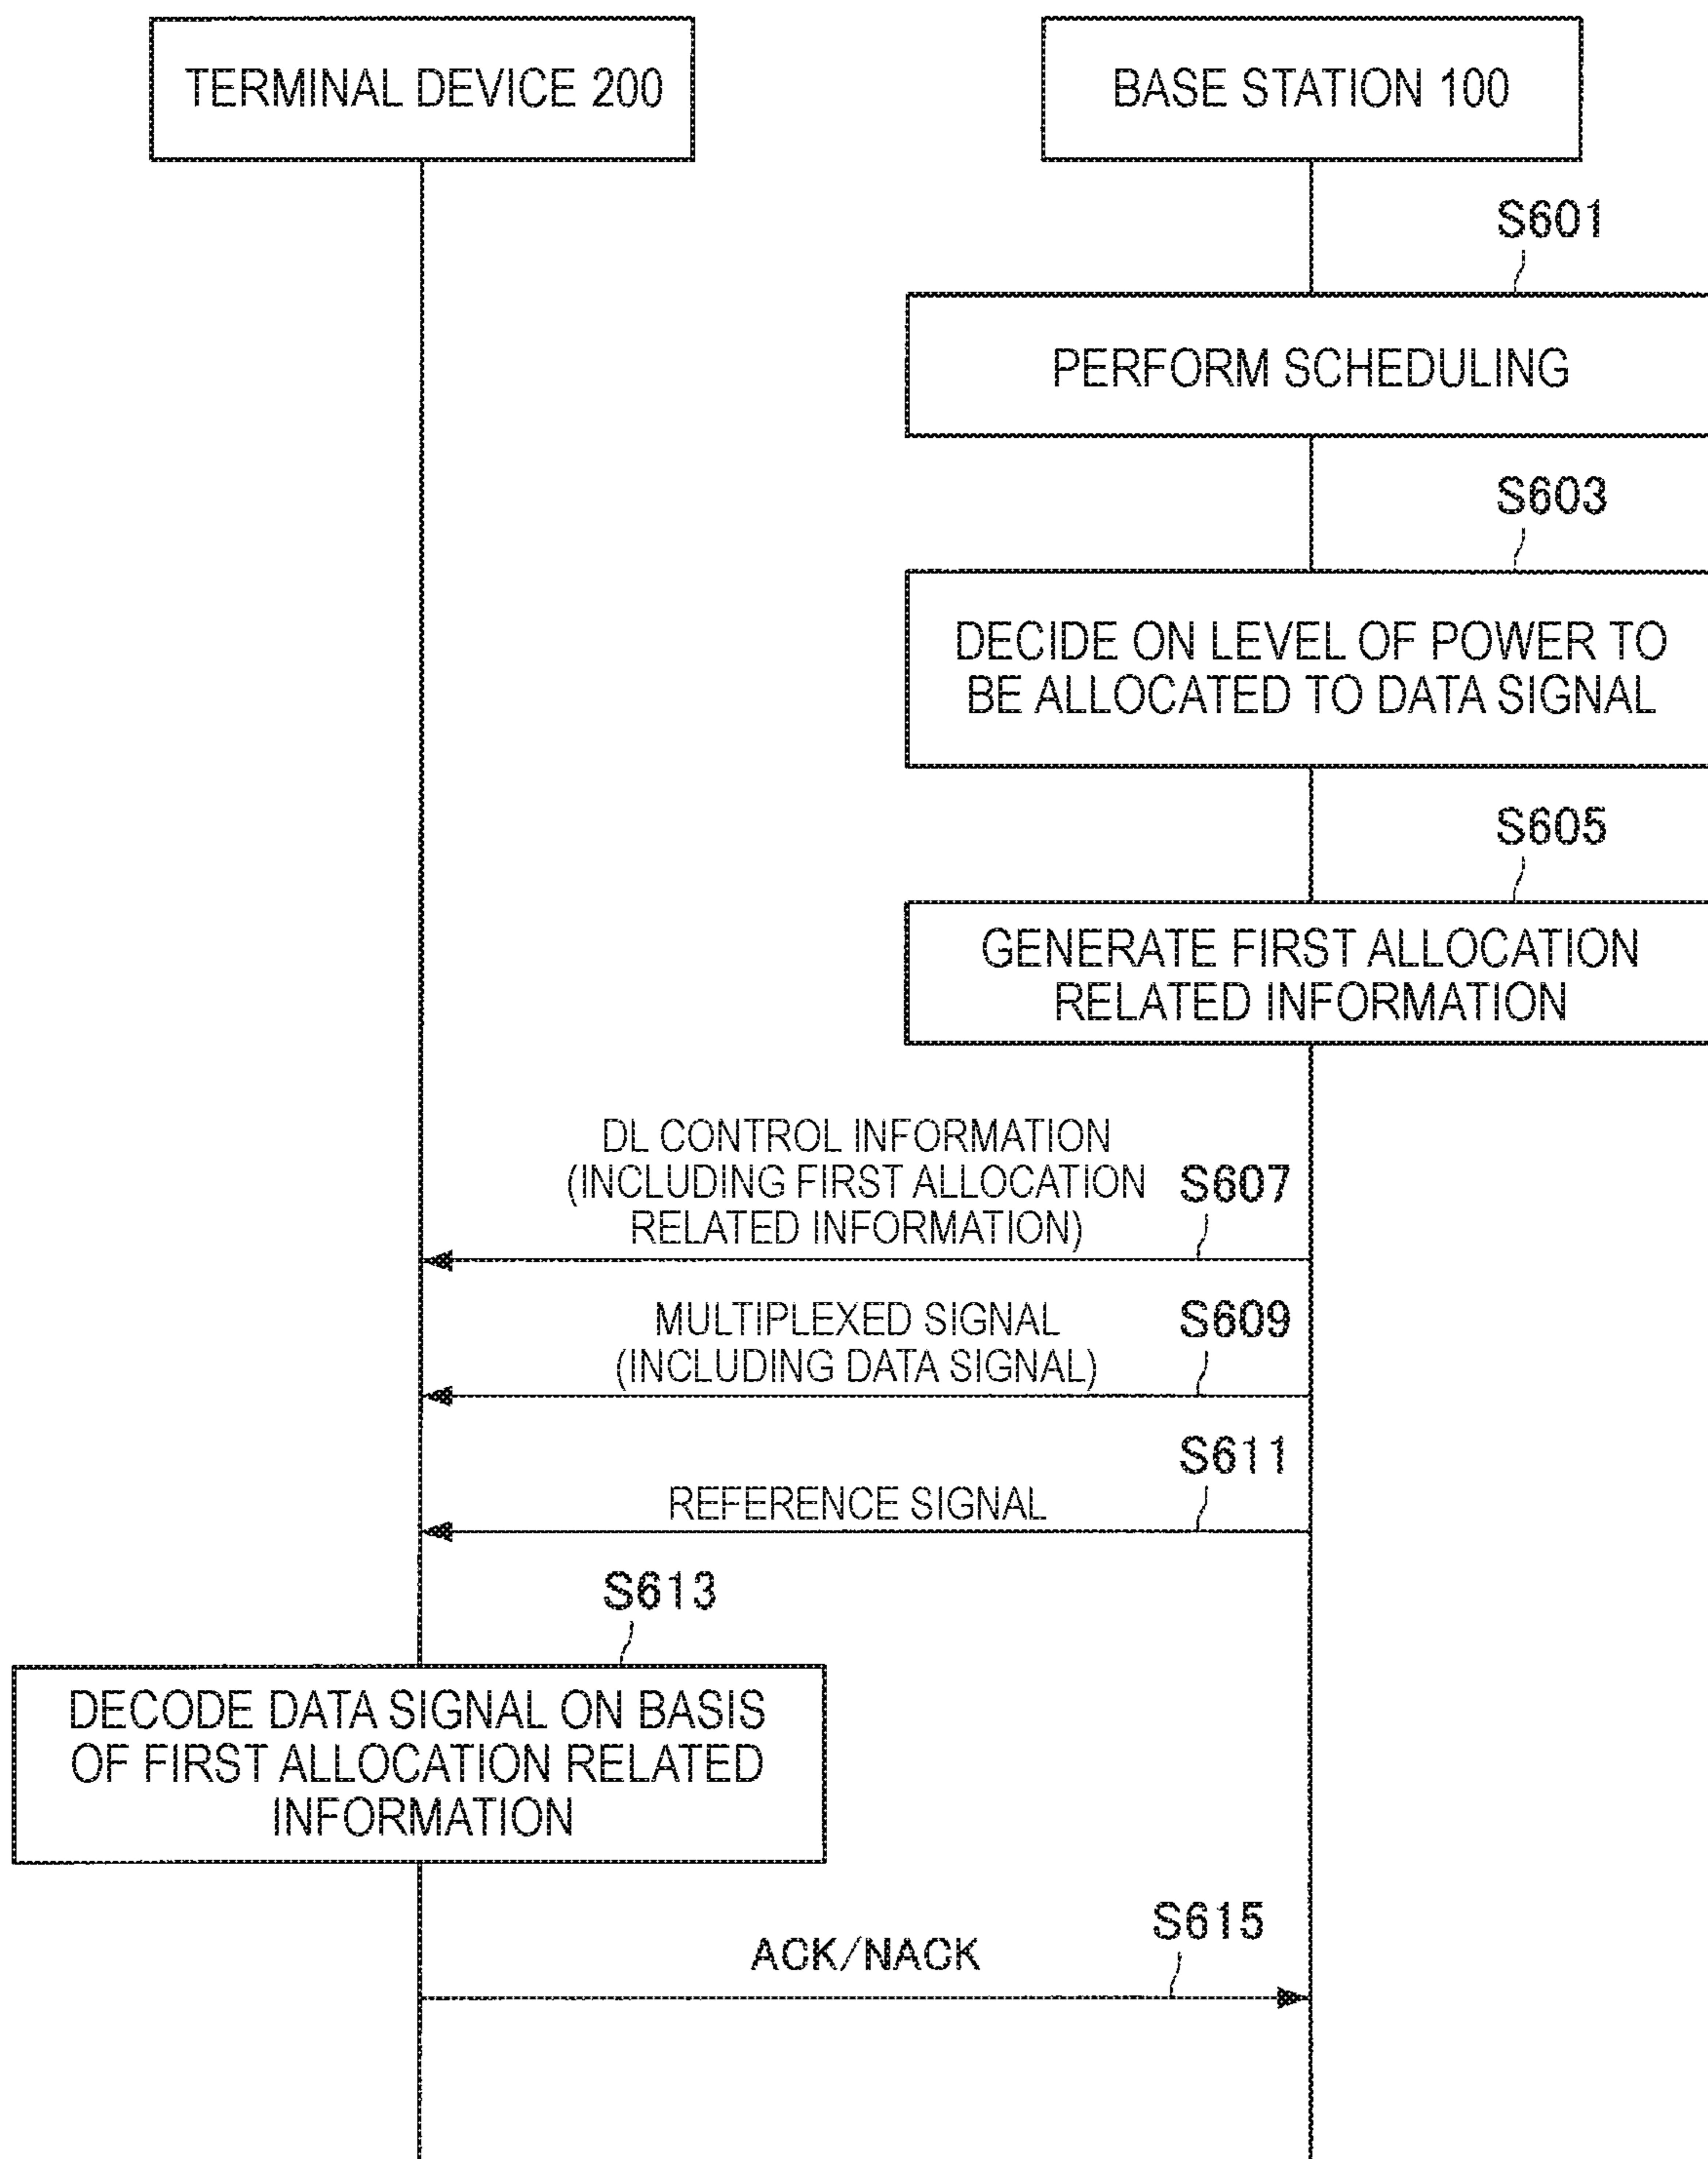 TERMINAL DEVICE 200
BASE STATION 100
S601
PERFORM SCHEDULING
S603
DECIDE ON LEVEL OF POWER TO
BE ALLOCATED TO DATA SIGNAL
S605
GENERATE FIRST ALLOCATION
RELATED INFORMATION
DL CONTROL INFORMATION
(INCLUDING FIRST ALLOCATION
RELATED INFORMATION)
S607
MULTIPLEXED SIGNAL
(INCLUDING DATA SIGNAL)
S609
S611
REFERENCE SIGNAL
S613
DECODE DATA SIGNAL ON BASIS
OF FIRST ALLOCATION RELATED
INFORMATION
S615
ACK/NACK